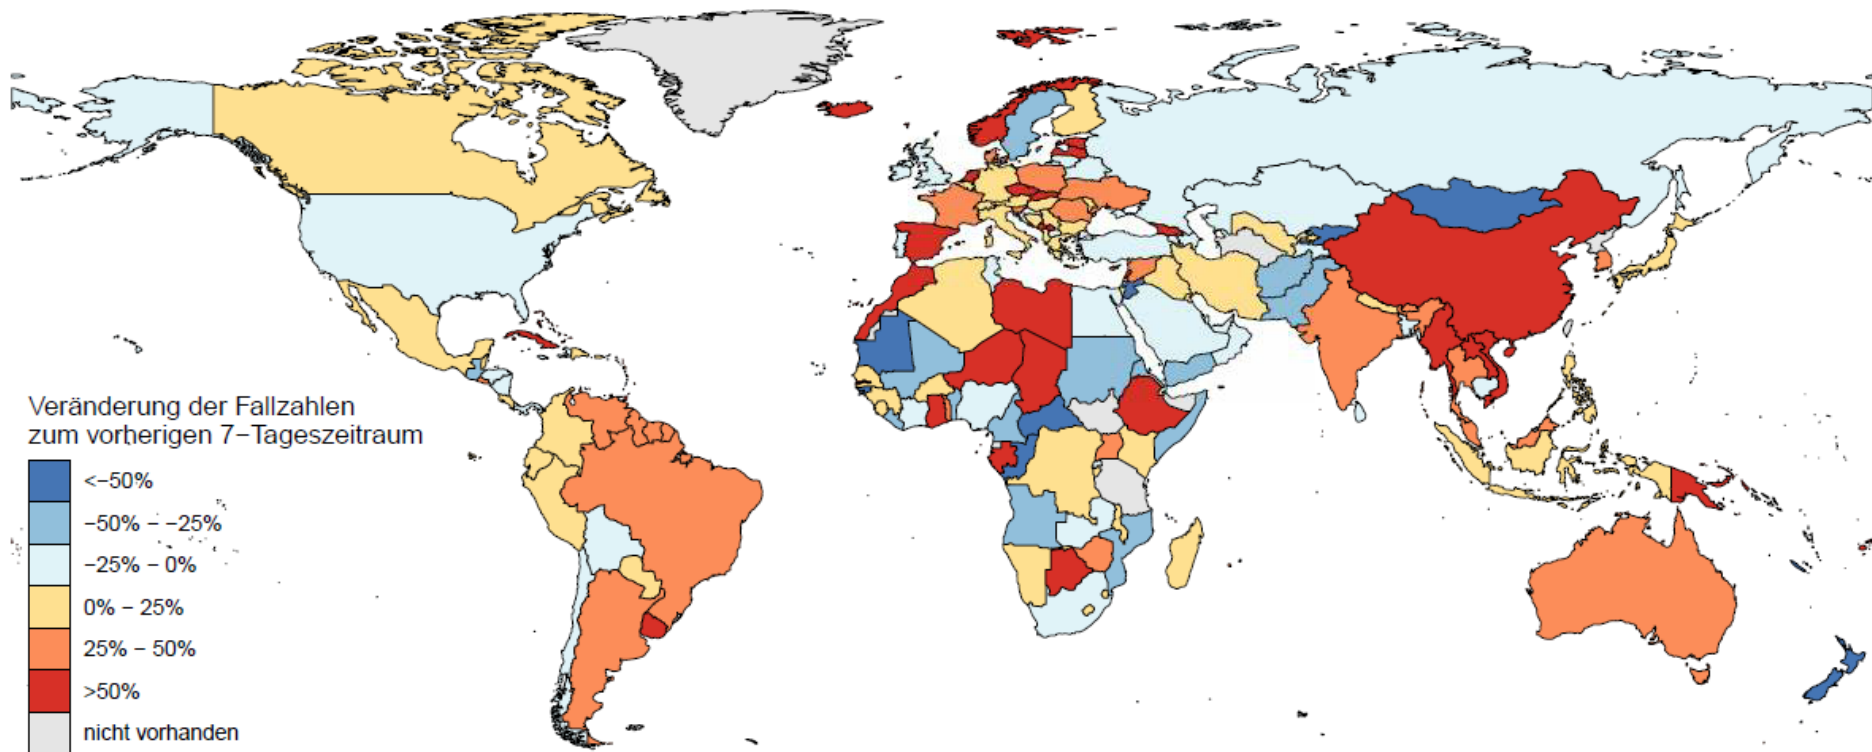 Veränderung der Fallzahlen
zum vorherigen 7−Tageszeitraum
<−50%
−50% − −25%
−25% − 0%
0% − 25%
25% − 50%
>50%
nicht vorhanden